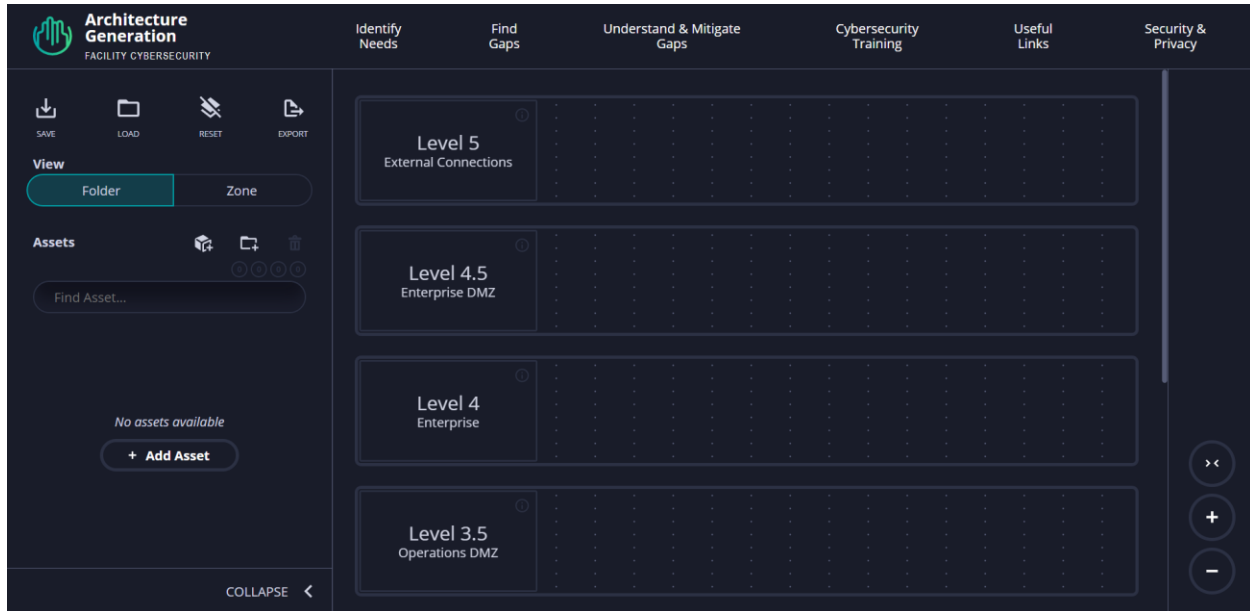 Architecture
Generation
FACILITY CYBERSECURITY
Identify
Needs
Find
Gaps
Understand & Mitigate
Gaps
Cybersecurity
Training
Useful
Links
Security &
Privacy
SAVE
LOAD
RESET
EXPORT
View
Folder
Zone
Assets
Find Asset...
No assets available
+ Add Asset
COLLAPSE
Level 5
External Connections
Level 4.5
Enterprise DMZ
Level 4
Enterprise
Level 3.5
Operations DMZ